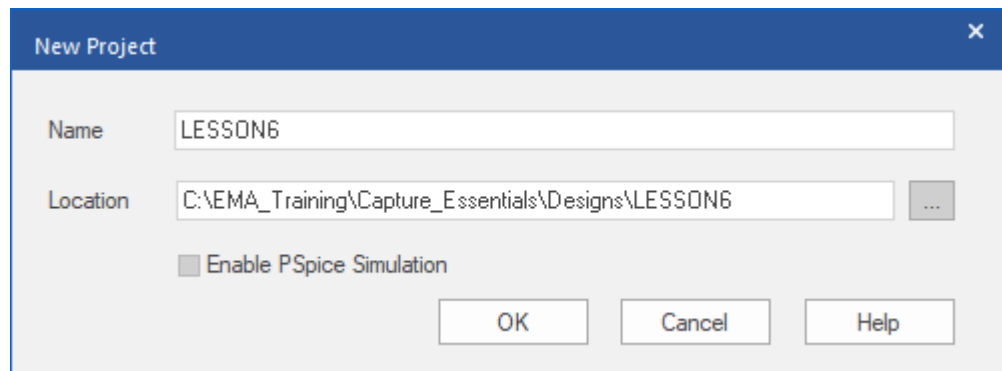 New Project
Name LESSON6
Location C:\EMA_Training\Capture_Essentials\Designs\LESSON6 ...
Enable PSpice Simulation
OK Cancel Help